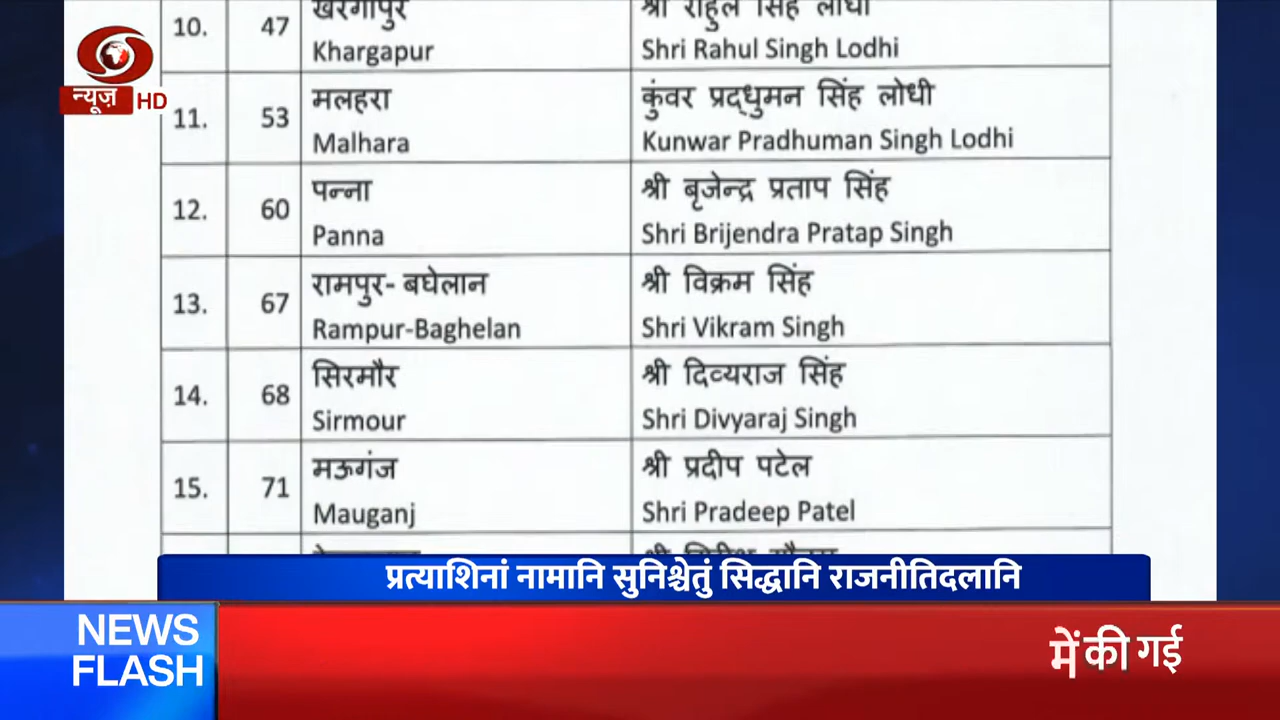 10.
47
खरगापुर
Khargapur
श्री राहुल सिंह लोधी
Shri Rahul Singh Lodhi
न्यूज़ HD
11.
53
मलहरा
Malhara
कुंवर प्रद्धुमन सिंह लोधी
Kunwar Pradhuman Singh Lodhi
12.
60
पन्ना
Panna
श्री बृजेन्द्र प्रताप सिंह
Shri Brijendra Pratap Singh
13.
67
रामपुर- बघेलान
Rampur-Baghelan
श्री विक्रम सिंह
Shri Vikram Singh
14.
68
सिरमौर
Sirmour
श्री दिव्यराज सिंह
Shri Divyaraj Singh
15.
71
मऊगंज
Mauganj
श्री प्रदीप पटेल
Shri Pradeep Patel
प्रत्याशिनां नामानि सुनिश्चेतुं सिद्धानि राजनीतिदलानि
NEWS
FLASH
में की गई